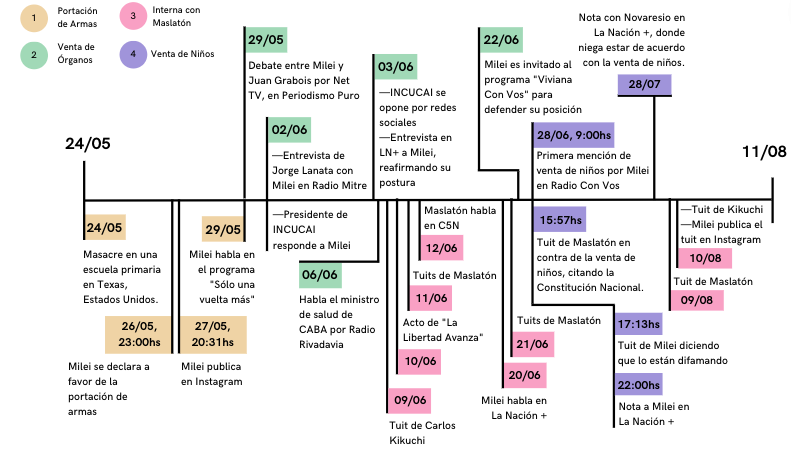 1
Portación
de Armas
3
Interna con
Maslatón
2
Venta de
Órganos
4
Venta de Niños
24/05
11/08
29/05
Debate entre Milei y
Juan Grabois por Net
TV, en Periodismo Puro
02/06
—Entrevista de
Jorge Lanata con
Milei en Radio Mitre
—Presidente de
INCUCAI
responde a Milei
03/06
—INCUCAI se
opone por redes
sociales
—Entrevista en
LN+ a Milei,
reafirmando su
postura
22/06
Milei es invitado al
programa "Viviana
Con Vos" para
defender su posición
Nota con Novaresio en
La Nación +, donde
niega estar de acuerdo
con la venta de niños.
28/07
28/06, 9:00hs
Primera mención de
venta de niños por Milei
en Radio Con Vos
24/05
Masacre en una
escuela primaria
en Texas,
Estados Unidos.
26/05,
23:00hs
Milei se declara a
favor de la
portación de
armas
29/05
Milei habla en
el programa
"Sólo una
vuelta más"
27/05,
20:31hs
Milei publica
en Instagram
06/06
Habla el ministro
de salud de
CABA por Radio
Rivadavia
Maslatón habla
en C5N
12/06
Tuits de Maslatón
11/06
Acto de "La
Libertad Avanza"
10/06
09/06
Tuit de Carlos
Kikuchi
Tuits de Maslatón
21/06
20/06
Milei habla en
La Nación +
15:57hs
Tuit de Maslatón en
contra de la venta de
niños, citando la
Constitución Nacional.
17:13hs
Tuit de Milei diciendo
que lo están difamando
22:00hs
Nota a Milei en
La Nación +
—Tuit de Kikuchi
—Milei publica el
tuit en Instagram
10/08
Tuit de Maslatón
09/08